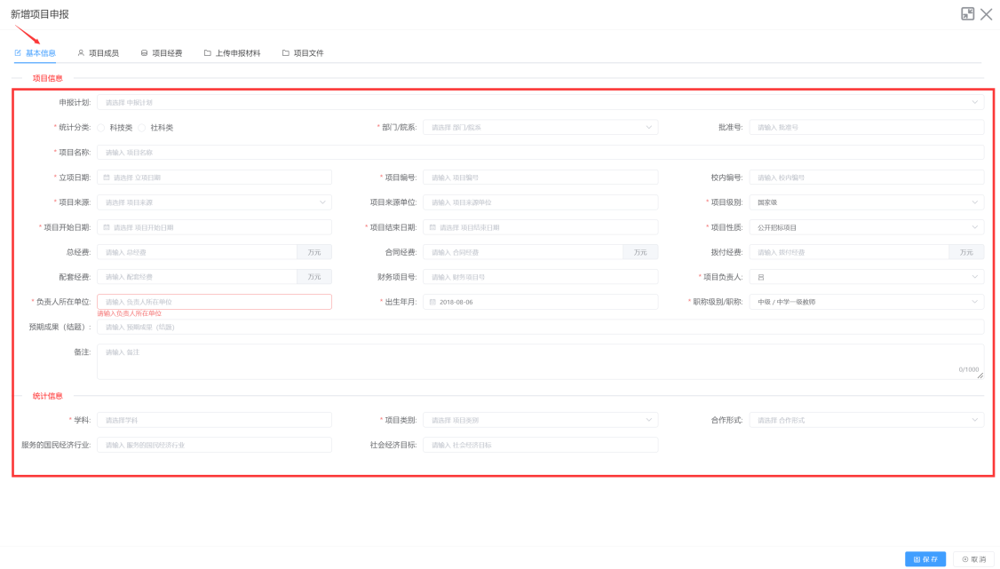 新增项目申报
基本信息 项目成员 项目经费 上传申报材料 项目文件
项目信息
申报计划: 请选择 申报计划
* 统计分类: 科技类 社科类 * 部门/院系: 请选择 部门/院系 批准号: 请输入 批准号
* 项目名称: 请输入 项目名称
* 立项日期: 请选择 立项日期 * 项目编号: 请输入 项目编号 校内编号: 请输入 校内编号
* 项目来源: 请选择 项目来源 项目来源单位: 请输入 项目来源单位 * 项目级别: 国家级
* 项目开始日期: 请选择 项目开始日期 * 项目结束日期: 请选择 项目结束日期 * 项目性质: 公开招标项目
总经费: 请输入 总经费 万元 合同经费: 请输入 合同经费 万元 拨付经费: 请输入 拨付经费 万元
配套经费: 请输入 配套经费 万元 财务项目号: 请输入 财务项目号 * 项目负责人:
* 负责人所在单位: 请输入 负责人所在单位 * 出生年月: 2018-08-06 * 职称级别/职称: 中级 / 中学一级教师
请输入负责人所在单位
预期成果（结题）: 请输入 预期成果（结题）
备注: 请输入 备注
0/1000
统计信息
* 学科: 请选择学科 * 项目类别: 请选择 项目类别 合作形式: 请选择 合作形式
服务的国民经济行业: 请输入 服务的国民经济行业 社会经济目标: 请输入 社会经济目标
保存 取消